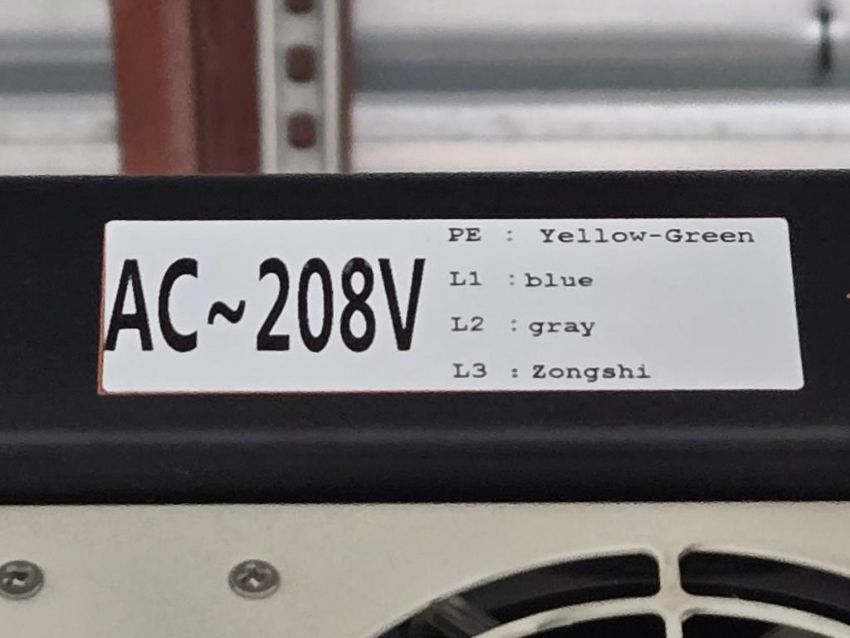 AC~208V
PE : Yellow-Green
L1 : blue
L2 : gray
L3 : Zongshi